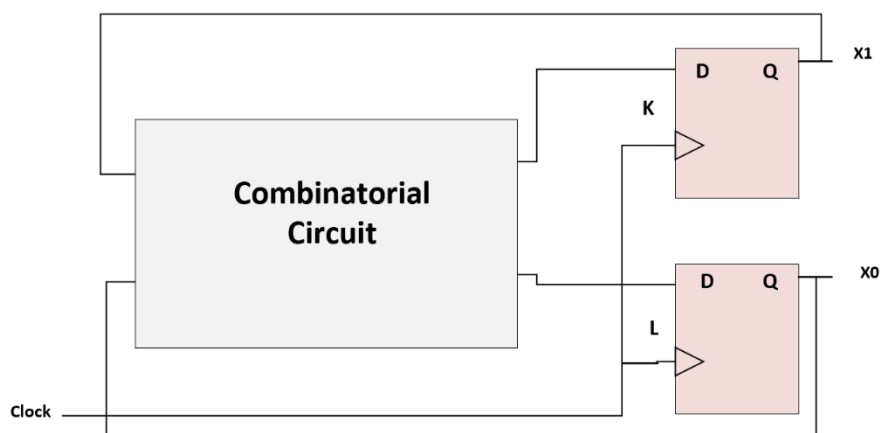 X1
D Q
K
Combinatorial
Circuit
D Q
X0
L
Clock